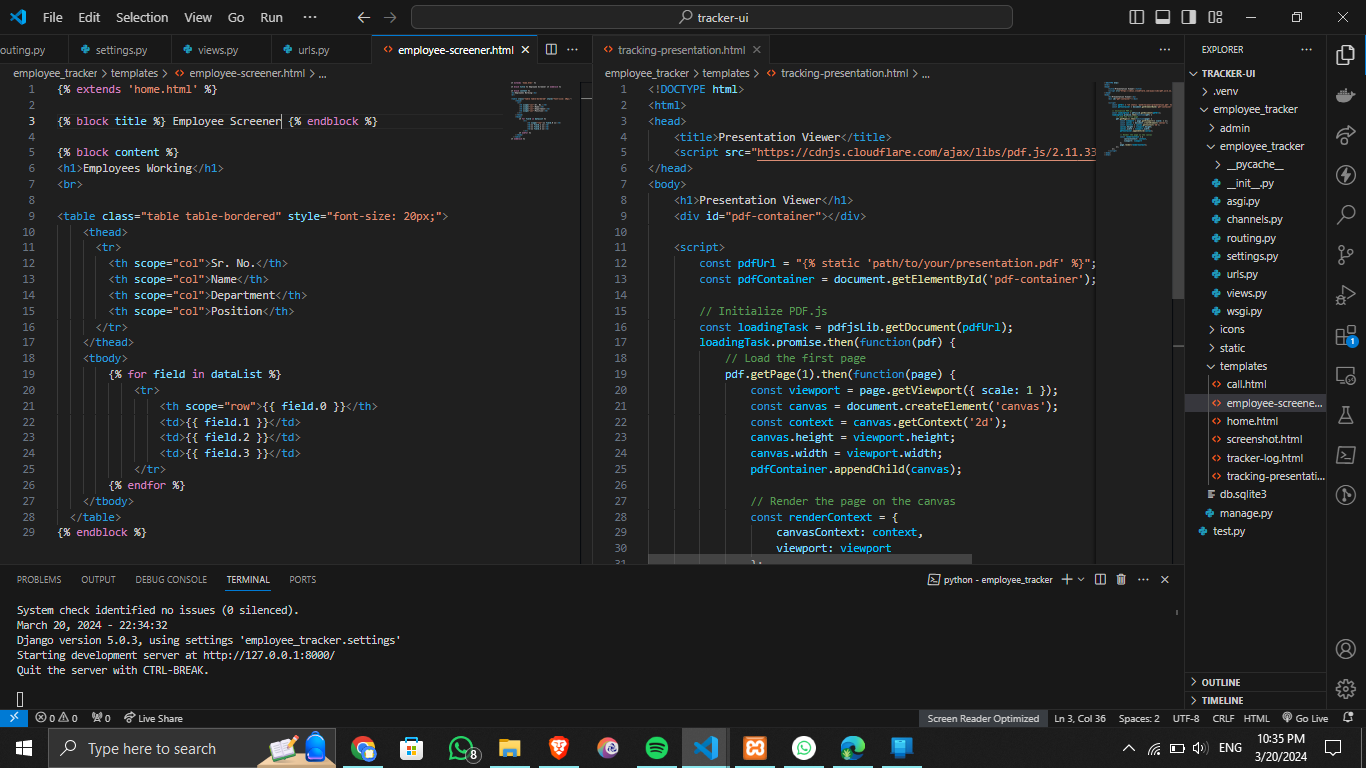 File Edit Selection View Go Run ··· tracker-ui
outing.py settings.py views.py urls.py employee-screener.html
employee_tracker > templates > employee-screener.html > ...
1 {% extends 'home.html' %}
2
3 {% block title %} Employee Screener {% endblock %}
4
5 {% block content %}
6 <h1>Employees Working</h1>
7 <br>
8
9 <table class="table table-bordered" style="font-size: 20px;">
10 <thead>
11 <tr>
12 <th scope="col">Sr. No.</th>
13 <th scope="col">Name</th>
14 <th scope="col">Department</th>
15 <th scope="col">Position</th>
16 </tr>
17 </thead>
18 <tbody>
19 {% for field in dataList %}
20 <tr>
21 <th scope="row">{{ field.0 }}</th>
22 <td>{{ field.1 }}</td>
23 <td>{{ field.2 }}</td>
24 <td>{{ field.3 }}</td>
25 </tr>
26 {% endfor %}
27 </tbody>
28 </table>
29 {% endblock %}
tracking-presentation.html
employee_tracker > templates > tracking-presentation.html > ...
1 <!DOCTYPE html>
2 <html>
3 <head>
4 <title>Presentation Viewer</title>
5 <script src="https://cdnjs.cloudflare.com/ajax/libs/pdf.js/2.11.33
6 </head>
7 <body>
8 <h1>Presentation Viewer</h1>
9 <div id="pdf-container"></div>
10
11 <script>
12 const pdfUrl = "{% static 'path/to/your/presentation.pdf' %}";
13 const pdfContainer = document.getElementById('pdf-container');
14
15 // Initialize PDF.js
16 const loadingTask = pdfjsLib.getDocument(pdfUrl);
17 loadingTask.promise.then(function(pdf) {
18 // Load the first page
19 pdf.getPage(1).then(function(page) {
20 const viewport = page.getViewport({ scale: 1 });
21 const canvas = document.createElement('canvas');
22 const context = canvas.getContext('2d');
23 canvas.height = viewport.height;
24 canvas.width = viewport.width;
25 pdfContainer.appendChild(canvas);
26
27 // Render the page on the canvas
28 const renderContext = {
29 canvasContext: context,
30 viewport: viewport
31 };
EXPLORER
TRACKER-UI
.venv
employee_tracker
admin
employee_tracker
__pycache__
__init__.py
asgi.py
channels.py
routing.py
settings.py
urls.py
views.py
wsgi.py
icons
static
templates
call.html
employee-screene...
home.html
screenshot.html
tracker-log.html
tracking-presentati...
db.sqlite3
manage.py
test.py
OUTLINE
TIMELINE
1
PROBLEMS OUTPUT DEBUG CONSOLE TERMINAL PORTS
python - employee_tracker
System check identified no issues (0 silenced).
March 20, 2024 - 22:34:32
Django version 5.0.3, using settings 'employee_tracker.settings'
Starting development server at http://127.0.0.1:8000/
Quit the server with CTRL-BREAK.
0 0 0 Live Share Screen Reader Optimized Ln 3, Col 36 Spaces: 2 UTF-8 CRLF HTML Go Live
Type here to search
8
ENG
10:35 PM
3/20/2024